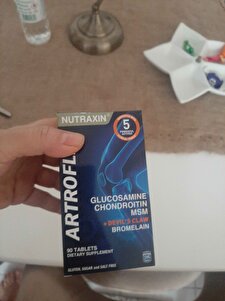 NUTRAXIN
ARTROFL
5
GLUCOSAMINE
CHONDROITIN
MSM
+ DEVIL'S CLAW
BROMELAIN
90 TABLETS
DIETARY SUPPLEMENT
GLUTEN, SUGAR and SALT FREE